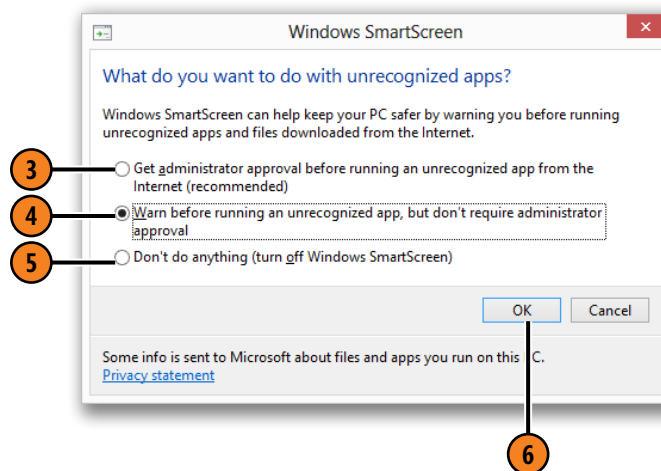 Windows SmartScreen
What do you want to do with unrecognized apps?
Windows SmartScreen can help keep your PC safer by warning you before running
unrecognized apps and files downloaded from the Internet.
3
Get administrator approval before running an unrecognized app from the
Internet (recommended)
4
Warn before running an unrecognized app, but don't require administrator
approval
5
Don't do anything (turn off Windows SmartScreen)
OK
Cancel
Some info is sent to Microsoft about files and apps you run on this PC.
Privacy statement
6